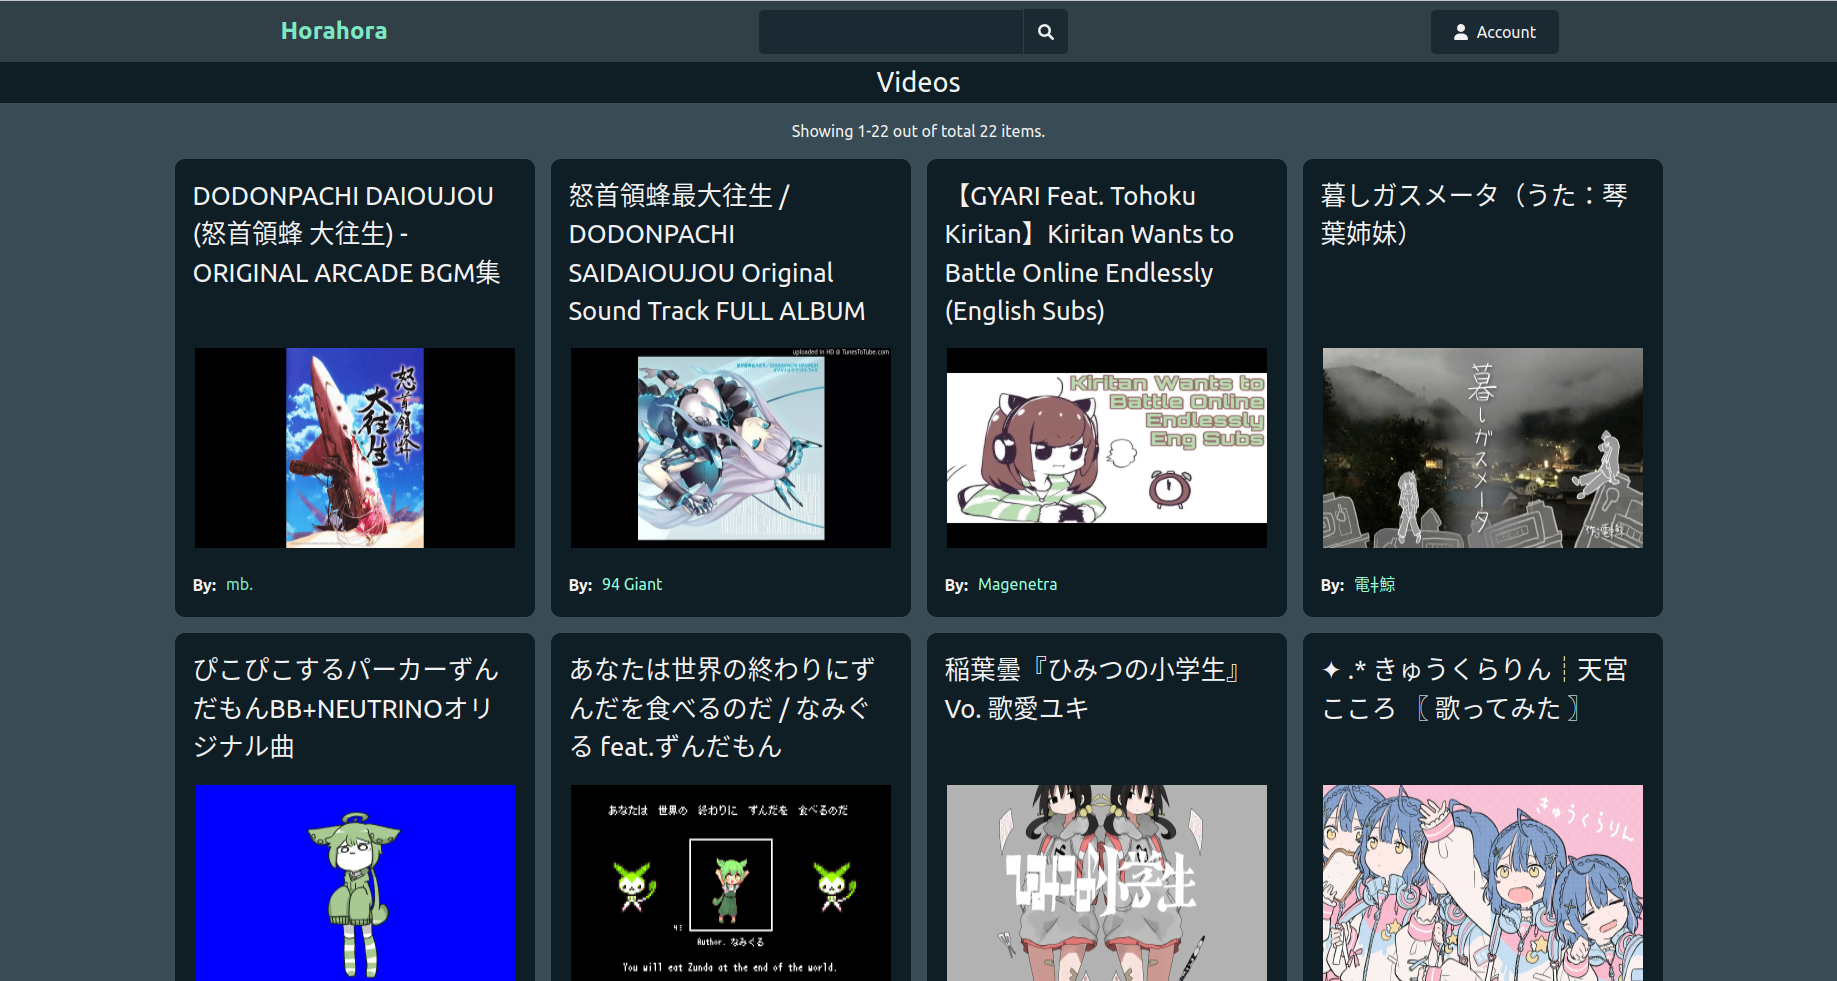 Horahora
Account
Videos
Showing 1-22 out of total 22 items.
DODONPACHI DAIOUJOU
(怒首領蜂 大往生) -
ORIGINAL ARCADE BGM集
怒首領蜂
大往生
By: mb.
怒首領蜂最大往生 /
DODONPACHI
SAIDAIOUJOU Original
Sound Track FULL ALBUM
uploaded in HD @ TunesToTube.com
By: 94 Giant
【GYARI Feat. Tohoku
Kiritan】Kiritan Wants to
Battle Online Endlessly
(English Subs)
Kiritan Wants to
Battle Online
Endlessly
Eng Subs
By: Magenetra
暮しガスメータ（うた：琴
葉姉妹）
暮しガスメータ
By: 電ǂ鯨
ぴこぴこするパーカーずん
だもんBB+NEUTRINOオリ
ジナル曲
あなたは世界の終わりにず
んだを食べるのだ / なみぐ
る feat.ずんだもん
あなたは 世界の 終わりに ずんだを 食べるのだ
Author. なみぐる
You will eat Zunda at the end of the world.
稲葉曇『ひみつの小学生』
Vo. 歌愛ユキ
小学生
✦ .* きゅうくらりん┊天宮
こころ 〖 歌ってみた 〗
きゅうくらりん